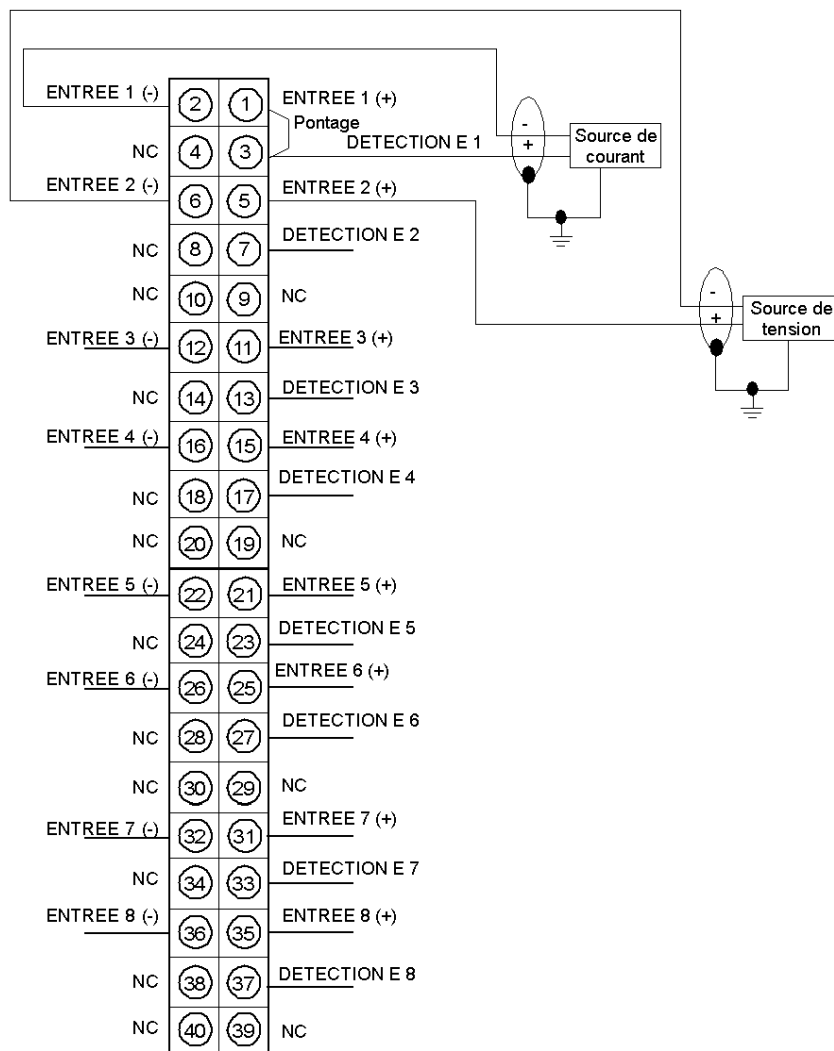 ENTREE 1 (-) 2 1 ENTREE 1 (+)
Pontage
NC 4 3 DETECTION E 1
- +
Source de
courant
ENTREE 2 (-) 6 5 ENTREE 2 (+)
NC 8 7 DETECTION E 2
NC 10 9 NC
- +
Source de
tension
ENTREE 3 (-) 12 11 ENTREE 3 (+)
NC 14 13 DETECTION E 3
ENTREE 4 (-) 16 15 ENTREE 4 (+)
NC 18 17 DETECTION E 4
NC 20 19 NC
ENTREE 5 (-) 22 21 ENTREE 5 (+)
NC 24 23 DETECTION E 5
ENTREE 6 (-) 26 25 ENTREE 6 (+)
NC 28 27 DETECTION E 6
NC 30 29 NC
ENTREE 7 (-) 32 31 ENTREE 7 (+)
NC 34 33 DETECTION E 7
ENTREE 8 (-) 36 35 ENTREE 8 (+)
NC 38 37 DETECTION E 8
NC 40 39 NC